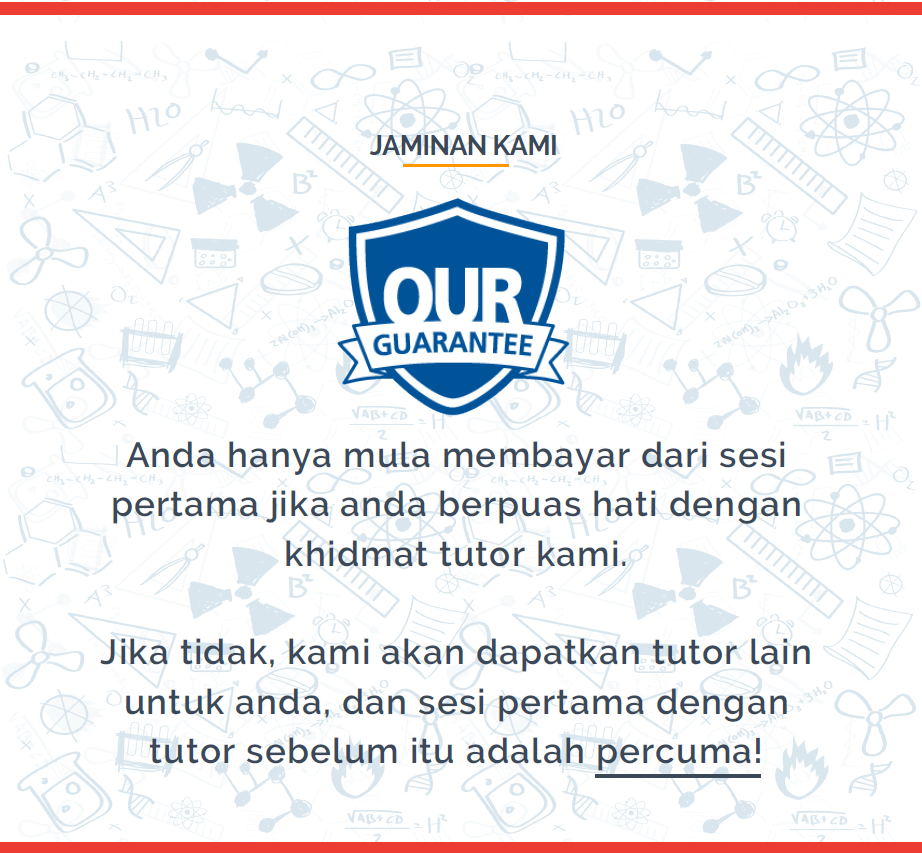 JAMINAN KAMI
OUR
GUARANTEE
Anda hanya mula membayar dari sesi
pertama jika anda berpuas hati dengan
khidmat tutor kami.
Jika tidak, kami akan dapatkan tutor lain
untuk anda, dan sesi pertama dengan
tutor sebelum itu adalah percuma!